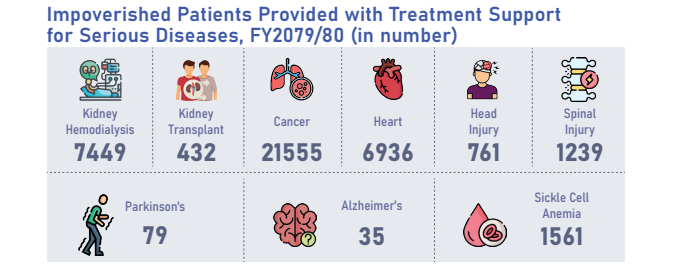 Impoverished Patients Provided with Treatment Support
for Serious Diseases, FY2079/80 (in number)
Kidney
Hemodialysis
7449
Kidney
Transplant
432
Cancer
21555
Heart
6936
Head
Injury
761
Spinal
Injury
1239
Parkinson's
79
Alzheimer's
?
35
Sickle Cell
Anemia
1561